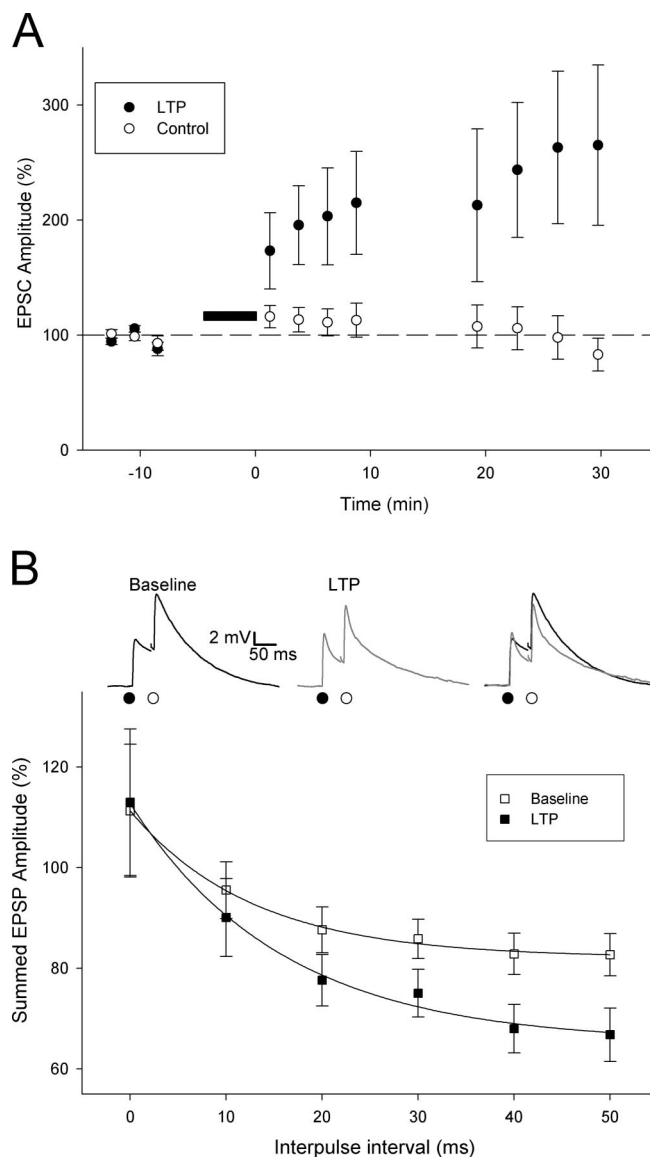 A
LTP
Control
300
200
100
0
EPSC Amplitude (%)
-10 0 10 20 30
Time (min)
B
Baseline LTP
2 mV
50 ms
120
100
80
60
Summed EPSP Amplitude (%)
Baseline
LTP
0 10 20 30 40 50
Interpulse interval (ms)